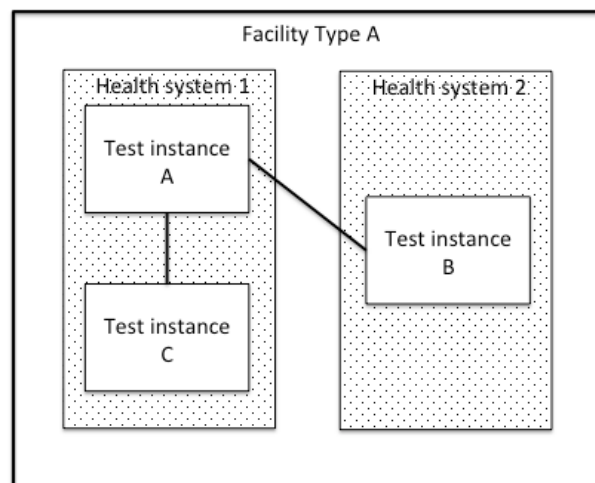 Facility Type A
Health system 1
Health system 2
Test instance
A
Test instance
B
Test instance
C